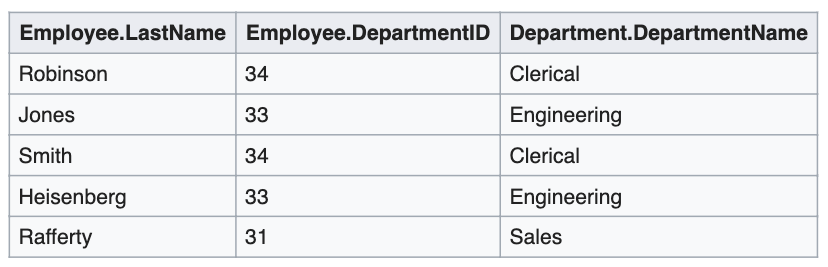 Employee.LastName Employee.DepartmentID Department.DepartmentName
Robinson 34 Clerical
Jones 33 Engineering
Smith 34 Clerical
Heisenberg 33 Engineering
Rafferty 31 Sales